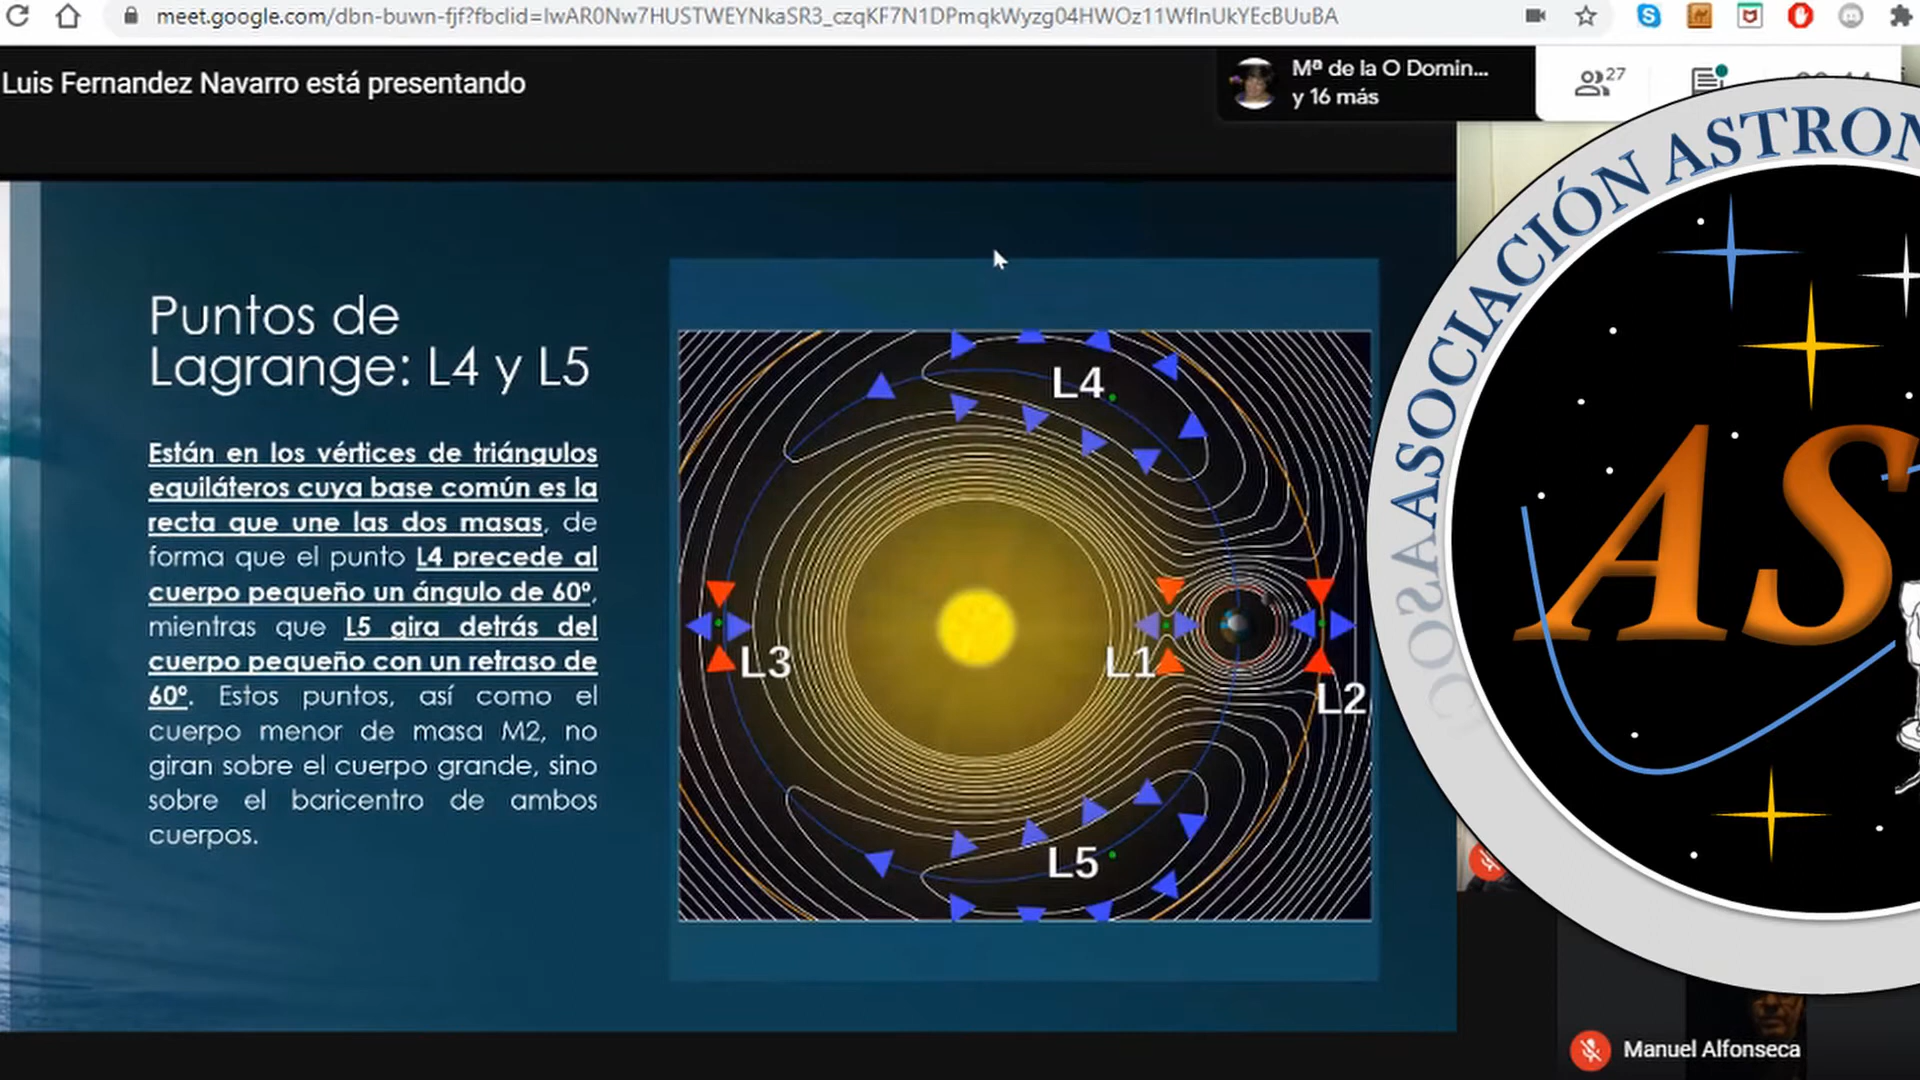 meet.google.com/dbn-buwn-fjf?fbclid=IwAR0Nw7HUSTWEYNkaSR3_czqKF7N1DPmqkWyzg04HWOz11WfInUkYEcBUuBA
Luis Fernandez Navarro está presentando
Mª de la O Domin...
y 16 más
27
ASOCIACIÓN ASTRON
AS
Puntos de
Lagrange: L4 y L5
Están en los vértices de triángulos
equiláteros cuya base común es la
recta que une las dos masas, de
forma que el punto L4 precede al
cuerpo pequeño un ángulo de 60º,
mientras que L5 gira detrás del
cuerpo pequeño con un retraso de
60º. Estos puntos, así como el
cuerpo menor de masa M2, no
giran sobre el cuerpo grande, sino
sobre el baricentro de ambos
cuerpos.
L4
L3
L1
L2
L5
Manuel Alfonseca